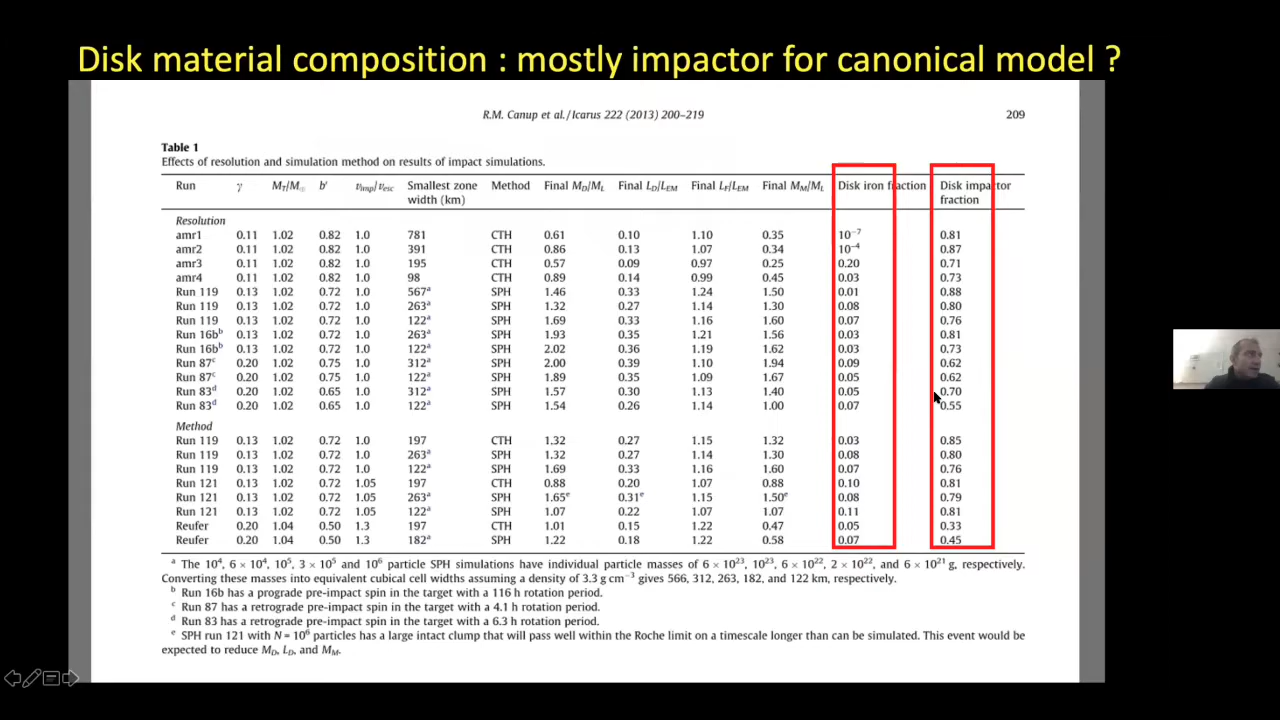 Disk material composition : mostly impactor for canonical model ?
R.M. Canup et al. / Icarus 222 (2013) 200–219 209
Table 1
Effects of resolution and simulation method on results of impact simulations.
Run γ M_T/M_⊕ b′ v_imp/v_esc Smallest zone width (km) Method Final M_D/M_L Final L_D/L_EM Final L_F/L_EM Final M_M/M_L Disk iron fraction Disk impactor fraction
Resolution
amr1 0.11 1.02 0.82 1.0 781 CTH 0.61 0.10 1.10 0.35 10⁻⁷ 0.81
amr2 0.11 1.02 0.82 1.0 391 CTH 0.86 0.13 1.07 0.34 10⁻⁴ 0.87
amr3 0.11 1.02 0.82 1.0 195 CTH 0.57 0.09 0.97 0.25 0.20 0.71
amr4 0.11 1.02 0.82 1.0 98 CTH 0.89 0.14 0.99 0.45 0.03 0.73
Run 119 0.13 1.02 0.72 1.0 567ᵃ SPH 1.46 0.33 1.24 1.50 0.01 0.88
Run 119 0.13 1.02 0.72 1.0 263ᵃ SPH 1.32 0.27 1.14 1.30 0.08 0.80
Run 119 0.13 1.02 0.72 1.0 122ᵃ SPH 1.69 0.33 1.16 1.60 0.07 0.76
Run 16bᵇ 0.13 1.02 0.72 1.0 263ᵃ SPH 1.93 0.35 1.21 1.56 0.03 0.81
Run 16bᵇ 0.13 1.02 0.72 1.0 122ᵃ SPH 2.02 0.36 1.19 1.62 0.03 0.73
Run 87ᶜ 0.20 1.02 0.75 1.0 312ᵃ SPH 2.00 0.39 1.10 1.94 0.09 0.62
Run 87ᶜ 0.20 1.02 0.75 1.0 122ᵃ SPH 1.89 0.35 1.09 1.67 0.05 0.62
Run 83ᵈ 0.20 1.02 0.65 1.0 312ᵃ SPH 1.57 0.30 1.13 1.40 0.05 0.70
Run 83ᵈ 0.20 1.02 0.65 1.0 122ᵃ SPH 1.54 0.26 1.14 1.00 0.07 0.55
Method
Run 119 0.13 1.02 0.72 1.0 197 CTH 1.32 0.27 1.15 1.32 0.03 0.85
Run 119 0.13 1.02 0.72 1.0 263ᵃ SPH 1.32 0.27 1.14 1.30 0.08 0.80
Run 119 0.13 1.02 0.72 1.0 122ᵃ SPH 1.69 0.33 1.16 1.60 0.07 0.76
Run 121 0.13 1.02 0.72 1.05 197 CTH 0.88 0.20 1.07 0.88 0.10 0.81
Run 121 0.13 1.02 0.72 1.05 263ᵃ SPH 1.65ᵉ 0.31ᵉ 1.15 1.50ᵉ 0.08 0.79
Run 121 0.13 1.02 0.72 1.05 122ᵃ SPH 1.07 0.22 1.07 1.07 0.11 0.81
Reufer 0.20 1.04 0.50 1.3 197 CTH 1.01 0.15 1.22 0.47 0.05 0.33
Reufer 0.20 1.04 0.50 1.3 182ᵃ SPH 1.22 0.18 1.22 0.58 0.07 0.45
ᵃ The 10⁴, 6 × 10⁴, 10⁵, 3 × 10⁵ and 10⁶ particle SPH simulations have individual particle masses of 6 × 10²³, 10²³, 6 × 10²², 2 × 10²², and 6 × 10²¹ g, respectively.
Converting these masses into equivalent cubical cell widths assuming a density of 3.3 g cm⁻³ gives 566, 312, 263, 182, and 122 km, respectively.
ᵇ Run 16b has a prograde pre-impact spin in the target with a 116 h rotation period.
ᶜ Run 87 has a retrograde pre-impact spin in the target with a 4.1 h rotation period.
ᵈ Run 83 has a retrograde pre-impact spin in the target with a 6.3 h rotation period.
ᵉ SPH run 121 with N = 10⁶ particles has a large intact clump that will pass well within the Roche limit on a timescale longer than can be simulated. This event would be
expected to reduce M_D, L_D, and M_M.